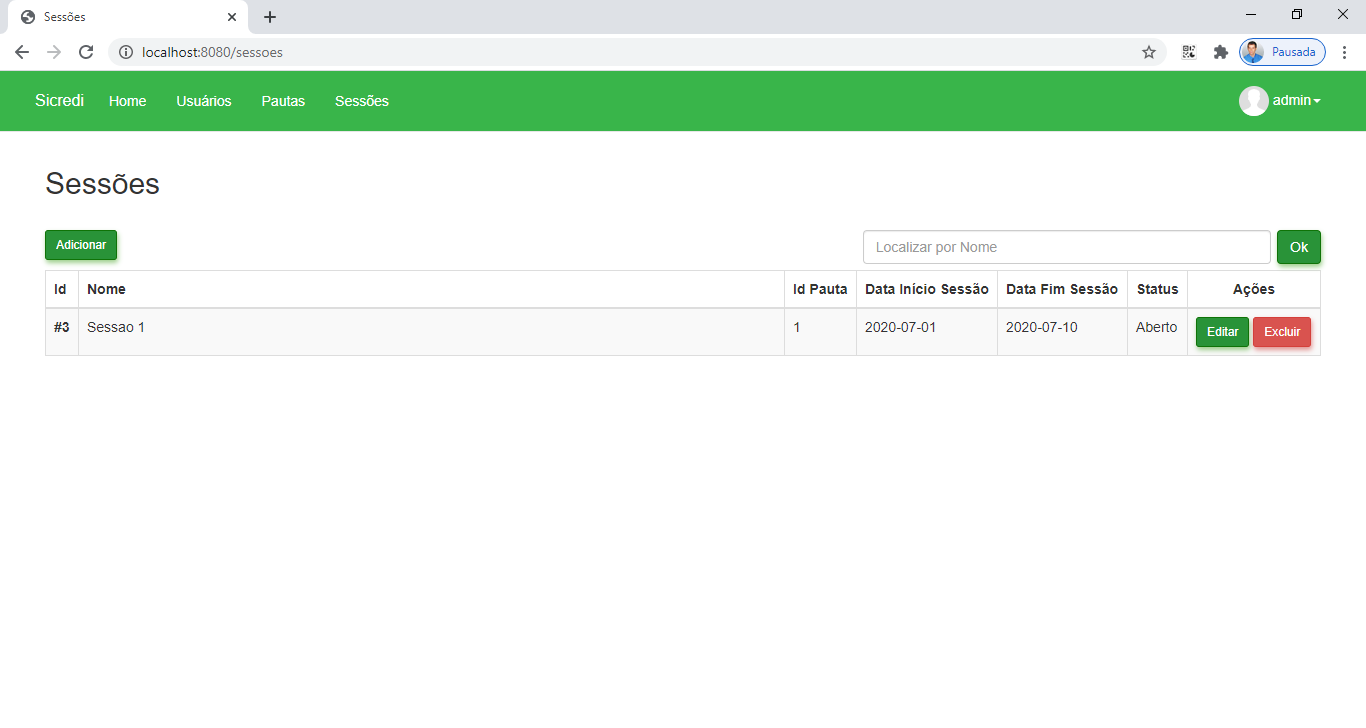 Sessões
localhost:8080/sessoes
Pausada
Sicredi Home Usuários Pautas Sessões admin
Sessões
Adicionar Localizar por Nome Ok
Id Nome Id Pauta Data Início Sessão Data Fim Sessão Status Ações
#3 Sessao 1 1 2020-07-01 2020-07-10 Aberto Editar Excluir